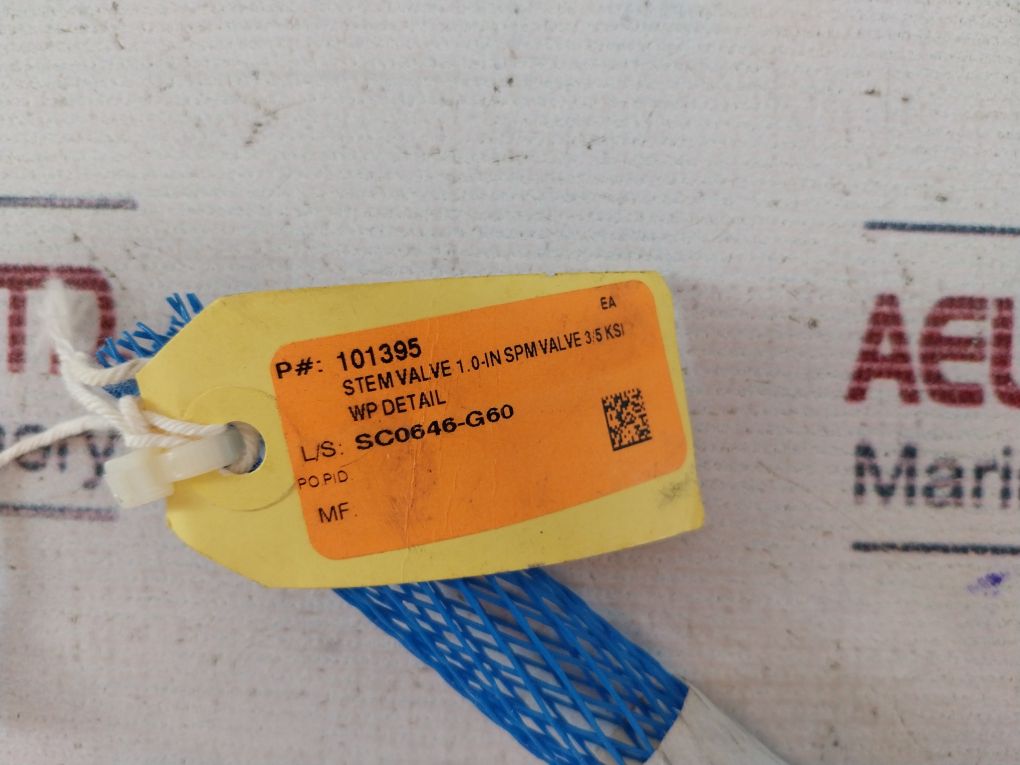 EA
P#: 101395
STEM VALVE 1.0-IN SPM VALVE 3/5 KSI
WP DETAIL
L/S: SC0646-G60
PO.PID
MF.
AEU
Mari